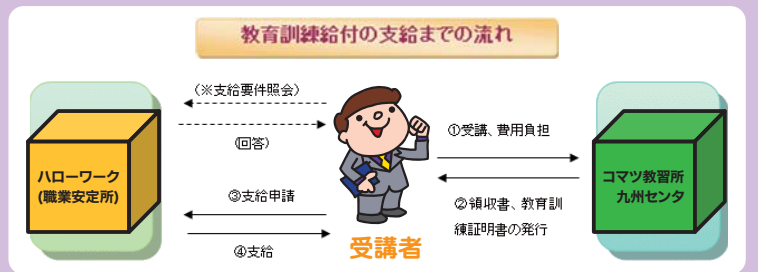 教育訓練給付の支給までの流れ
(※支給要件照会)
(回答)
ハローワーク
(職業安定所)
③支給申請
④支給
受講者
①受講、費用負担
②領収書、教育訓
練証明書の発行
コマツ教習所
九州センタ